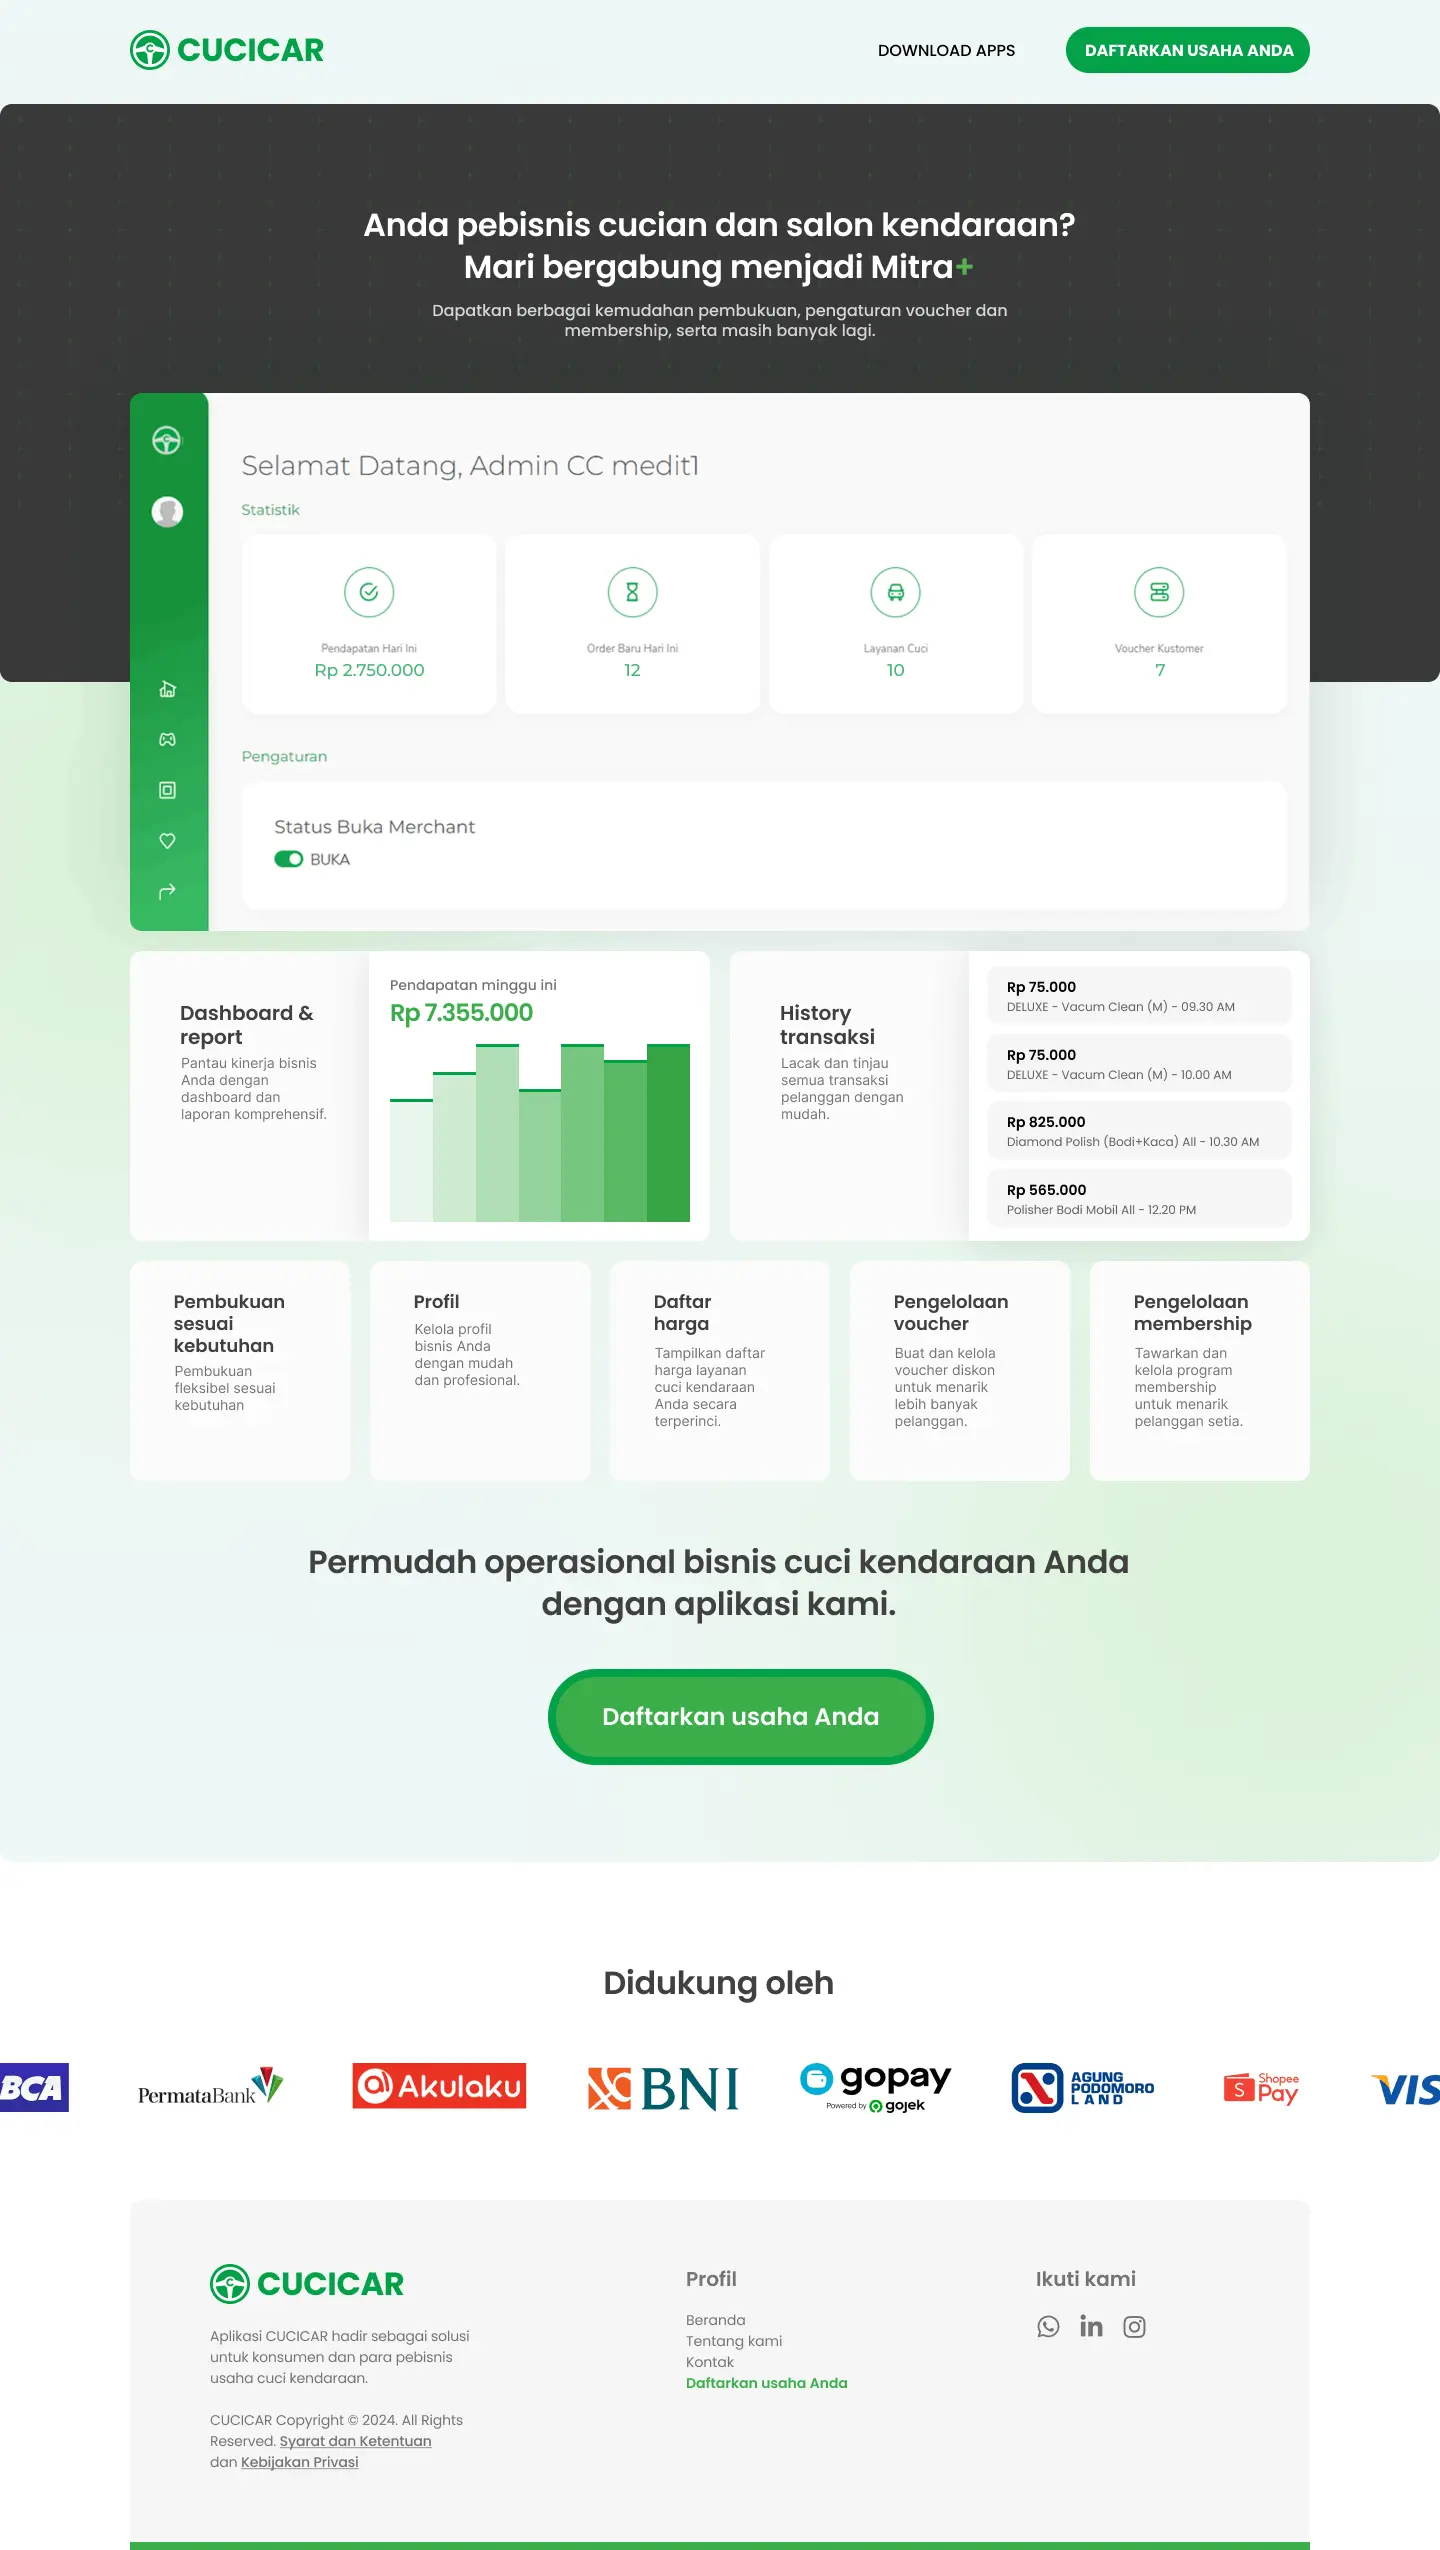 CUCICAR
DOWNLOAD APPS
DAFTARKAN USAHA ANDA
Anda pebisnis cucian dan salon kendaraan?
Mari bergabung menjadi Mitra+
Dapatkan berbagai kemudahan pembukuan, pengaturan voucher dan
membership, serta masih banyak lagi.
Selamat Datang, Admin CC medit1
Statistik
Pendapatan Hari Ini
Rp 2.750.000
Order Baru Hari Ini
12
Layanan Cuci
10
Voucher Kustomer
7
Pengaturan
Status Buka Merchant
BUKA
Dashboard &
report
Pantau kinerja bisnis
Anda dengan
dashboard dan
laporan komprehensif.
Pendapatan minggu ini
Rp 7.355.000
History
transaksi
Lacak dan tinjau
semua transaksi
pelanggan dengan
mudah.
Rp 75.000
DELUXE - Vacum Clean (M) - 09.30 AM
Rp 75.000
DELUXE - Vacum Clean (M) - 10.00 AM
Rp 825.000
Diamond Polish (Bodi+Kaca) All - 10.30 AM
Rp 565.000
Polisher Bodi Mobil All - 12.20 PM
Pembukuan
sesuai
kebutuhan
Pembukuan
fleksibel sesuai
kebutuhan
Profil
Kelola profil
bisnis Anda
dengan mudah
dan profesional.
Daftar
harga
Tampilkan daftar
harga layanan
cuci kendaraan
Anda secara
terperinci.
Pengelolaan
voucher
Buat dan kelola
voucher diskon
untuk menarik
lebih banyak
pelanggan.
Pengelolaan
membership
Tawarkan dan
kelola program
membership
untuk menarik
pelanggan setia.
Permudah operasional bisnis cuci kendaraan Anda
dengan aplikasi kami.
Daftarkan usaha Anda
Didukung oleh
BCA
PermataBank
Akulaku
BNI
gopay
Powered by gojek
AGUNG
PODOMORO
LAND
Shopee
Pay
VIS
CUCICAR
Aplikasi CUCICAR hadir sebagai solusi
untuk konsumen dan para pebisnis
usaha cuci kendaraan.
CUCICAR Copyright © 2024. All Rights
Reserved. Syarat dan Ketentuan
dan Kebijakan Privasi
Profil
Beranda
Tentang kami
Kontak
Daftarkan usaha Anda
Ikuti kami